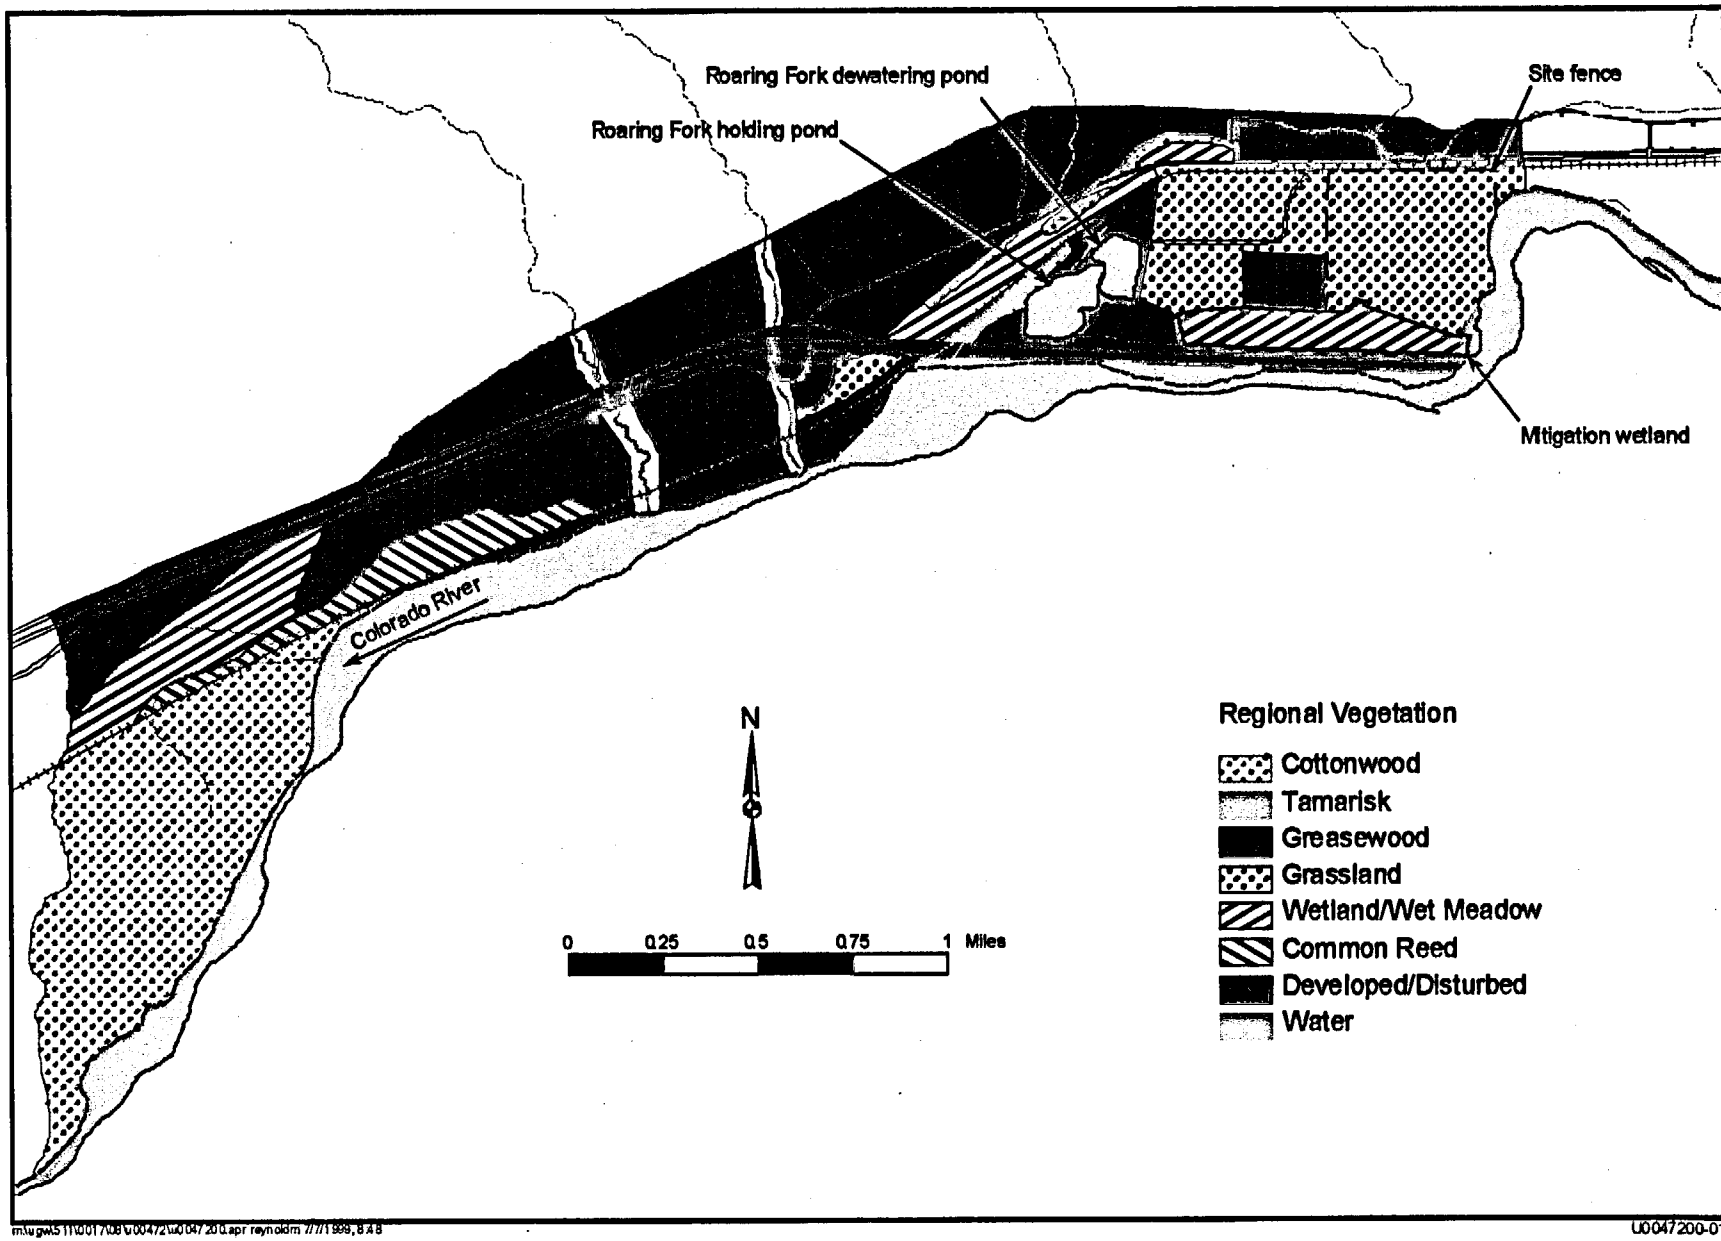 Roaring Fork dewatering pond
Site fence
Roaring Fork holding pond
Mitigation wetland
Colorado River
N
0 0.25 0.5 0.75 1 Miles
Regional Vegetation
Cottonwood
Tamarisk
Greasewood
Grassland
Wetland/Wet Meadow
Common Reed
Developed/Disturbed
Water
U0047200-01